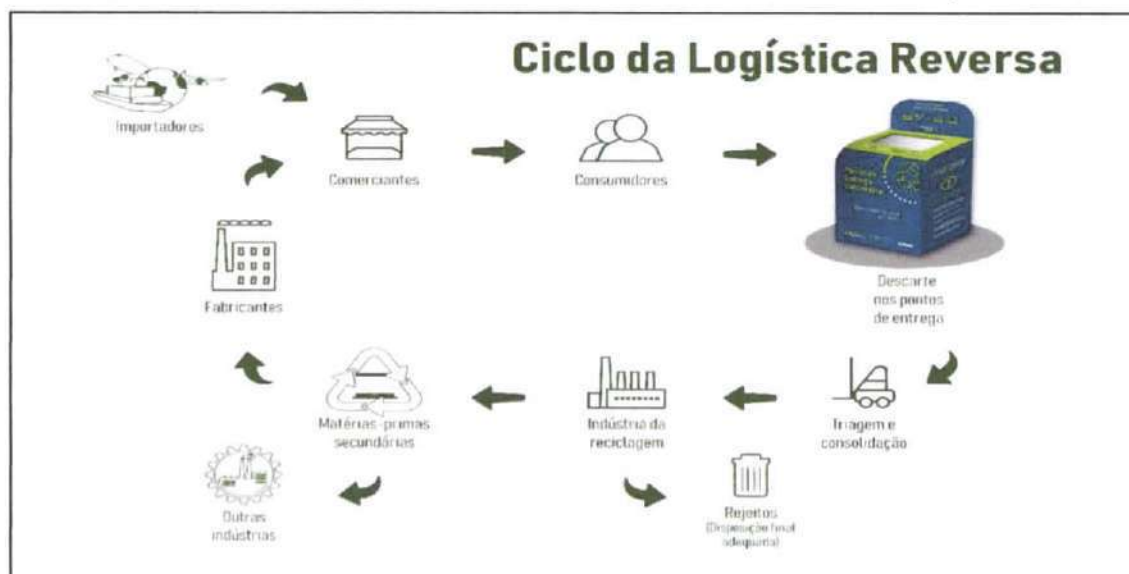 Ciclo da Logística Reversa
Importadores
Comerciantes
Consumidores
Descarte
nos pontos
de entrega
Fabricantes
Matérias-primas
secundárias
Indústria da
reciclagem
Triagem e
consolidação
Outras
indústrias
Rejeitos
(Disposição final
adequada)